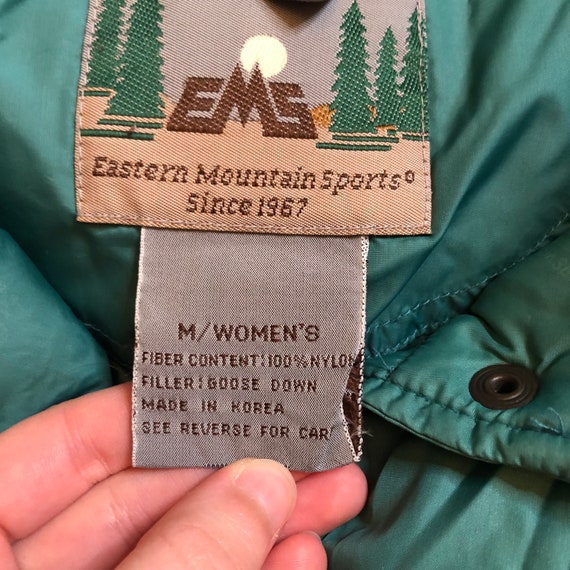 EMS
Eastern Mountain Sports©
Since 1967
M/WOMEN'S
FIBER CONTENT: 100% NYLON
FILLER: GOOSE DOWN
MADE IN KOREA
SEE REVERSE FOR CAR